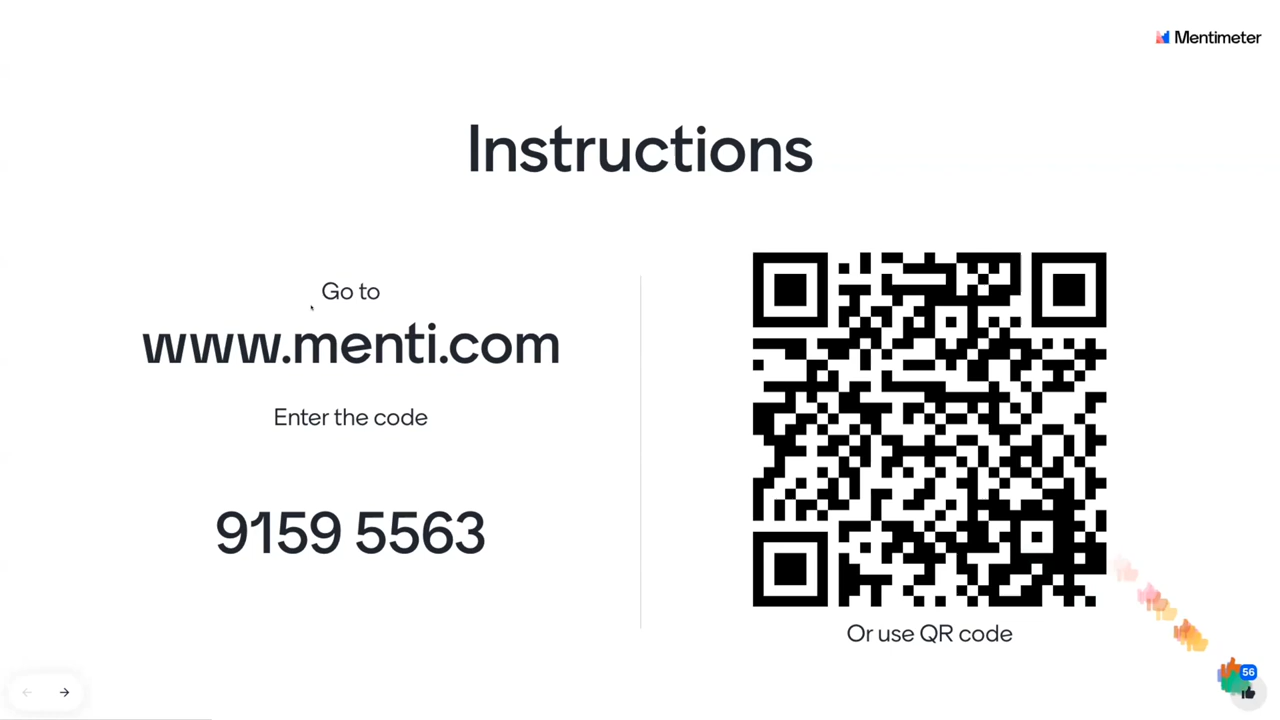 Mentimeter
Instructions
Go to
www.menti.com
Enter the code
9159 5563
Or use QR code
56